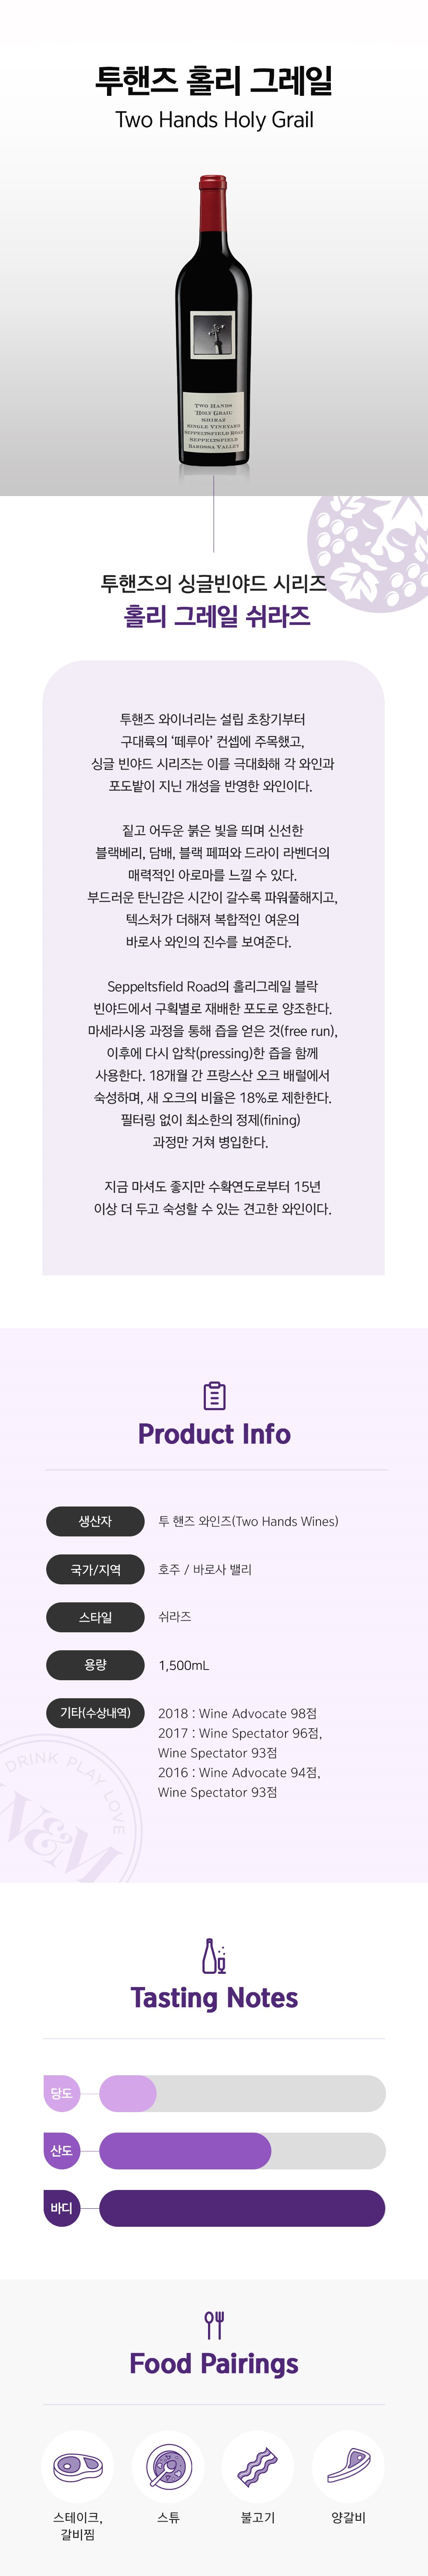 투핸즈 홀리 그레일
Two Hands Holy Grail
TWO HANDS
'HOLY GRAIL'
SHIRAZ
SINGLE VINEYARD
SEPPELTSFIELD ROAD
SEPPELTSFIELD
BAROSSA VALLEY
투핸즈의 싱글빈야드 시리즈
홀리 그레일 쉬라즈
투핸즈 와이너리는 설립 초창기부터
구대륙의 ‘떼루아’ 컨셉에 주목했고,
싱글 빈야드 시리즈는 이를 극대화해 각 와인과
포도밭이 지닌 개성을 반영한 와인이다.
짙고 어두운 붉은 빛을 띄며 신선한
블랙베리, 담배, 블랙 페퍼와 드라이 라벤더의
매력적인 아로마를 느낄 수 있다.
부드러운 탄닌감은 시간이 갈수록 파워풀해지고,
텍스처가 더해져 복합적인 여운의
바로사 와인의 진수를 보여준다.
Seppeltsfield Road의 홀리그레일 블락
빈야드에서 구획별로 재배한 포도로 양조한다.
마세라시옹 과정을 통해 즙을 얻은 것(free run),
이후에 다시 압착(pressing)한 즙을 함께
사용한다. 18개월 간 프랑스산 오크 배럴에서
숙성하며, 새 오크의 비율은 18%로 제한한다.
필터링 없이 최소한의 정제(fining)
과정만 거쳐 병입한다.
지금 마셔도 좋지만 수확연도로부터 15년
이상 더 두고 숙성할 수 있는 견고한 와인이다.
Product Info
생산자 투 핸즈 와인즈(Two Hands Wines)
국가/지역 호주 / 바로사 밸리
스타일 쉬라즈
용량 1,500mL
기타(수상내역) 2018 : Wine Advocate 98점
2017 : Wine Spectator 96점,
Wine Spectator 93점
2016 : Wine Advocate 94점,
Wine Spectator 93점
DRINK PLAY LOVE
W&M
Tasting Notes
당도
산도
바디
Food Pairings
스테이크,
갈비찜
스튜
불고기
양갈비